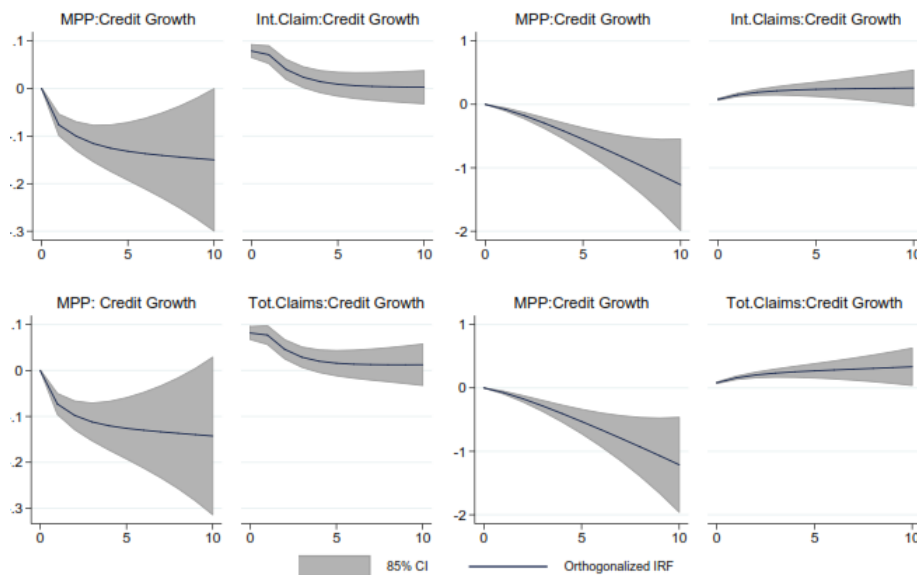 MPP:Credit Growth Int.Claim:Credit Growth MPP:Credit Growth Int.Claims:Credit Growth
.1 1
0 0
.1
-1
.2
.3 -2
0 5 10 0 5 10 0 5 10 0 5 10
MPP: Credit Growth Tot.Claims:Credit Growth MPP:Credit Growth Tot.Claims:Credit Growth
.1 1
0 0
.1
-1
.2
.3 -2
0 5 10 0 5 10 0 5 10 0 5 10
85% CI Orthogonalized IRF